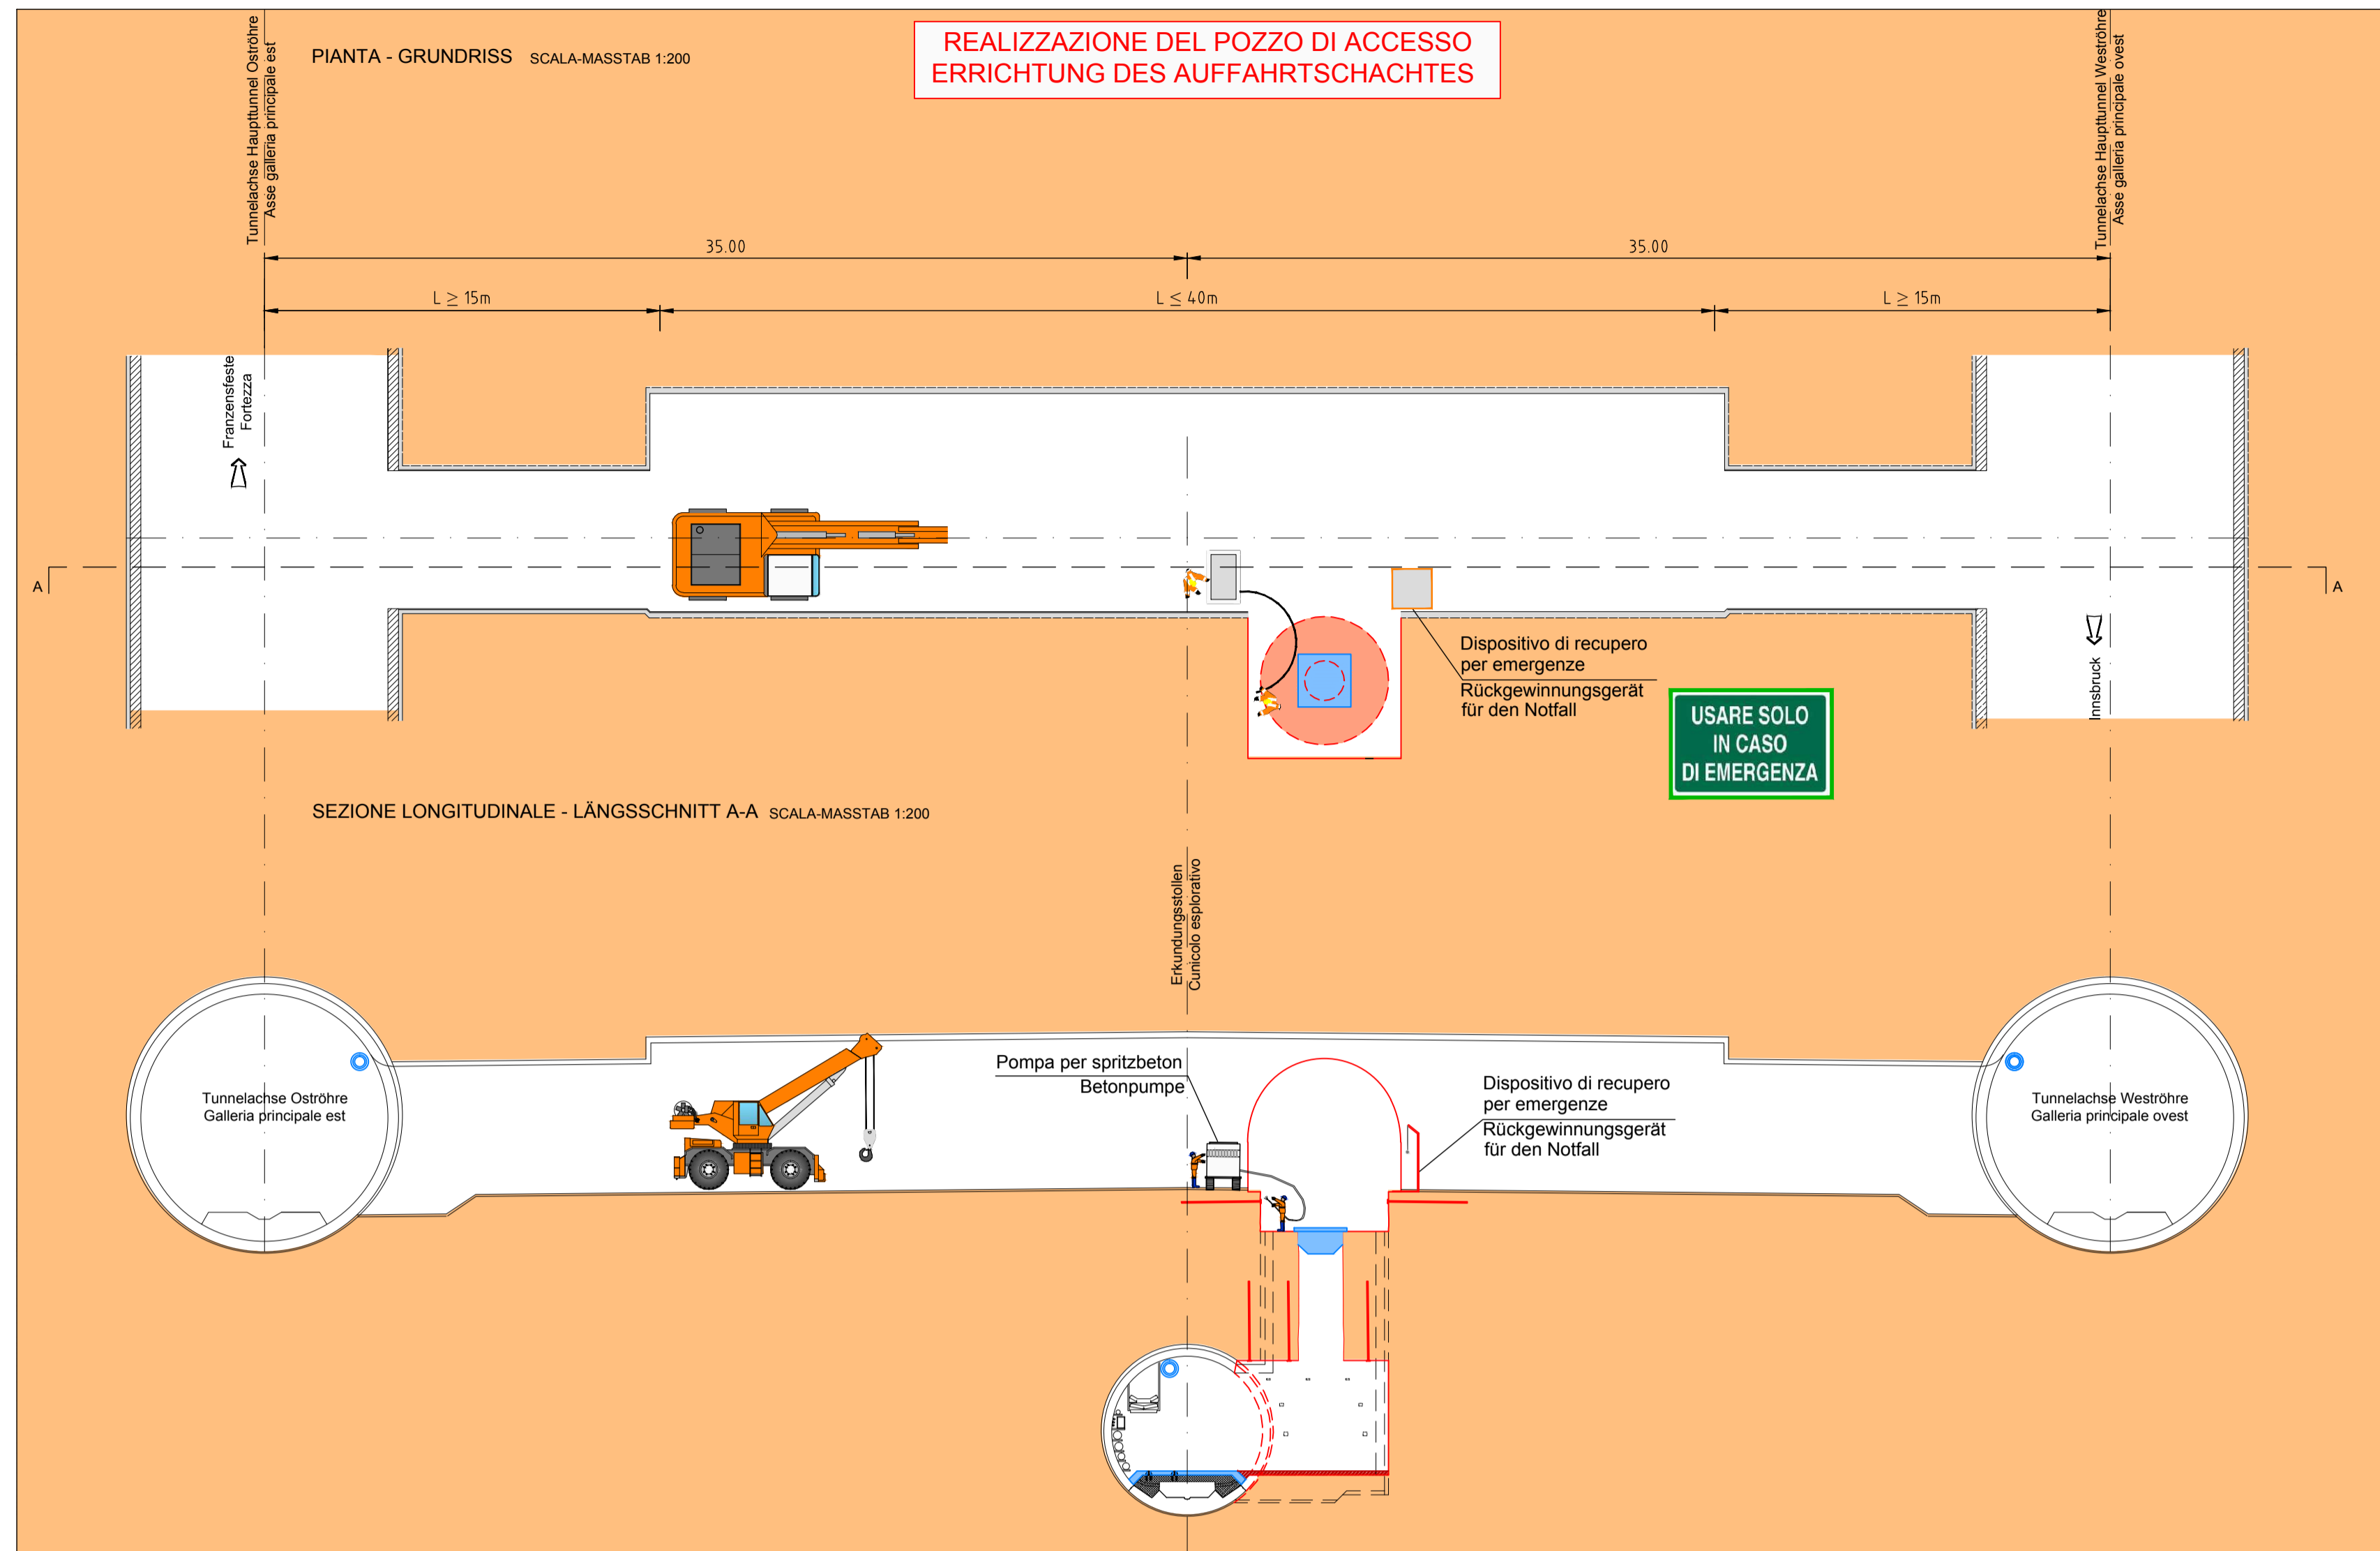 REALIZZAZIONE DEL POZZO DI ACCESSO
ERRICHTUNG DES AUFFAHRTSCHACHTES
PIANTA - GRUNDRISS SCALA-MASSTAB 1:200
Tunnelachse Haupttunnel Oströhre
Asse galleria principale est
Tunnelachse Haupttunnel Weströhre
Asse galleria principale ovest
35.00
35.00
L ≥ 15m
L ≤ 40m
L ≥ 15m
Franzensfeste
Fortezza
A
A
Innsbruck
Dispositivo di recupero
per emergenze
Rückgewinnungsgerät
für den Notfall
USARE SOLO
IN CASO
DI EMERGENZA
SEZIONE LONGITUDINALE - LÄNGSSCHNITT A-A SCALA-MASSTAB 1:200
Erkundungsstollen
Cunicolo esplorativo
Tunnelachse Oströhre
Galleria principale est
Pompa per spritzbeton
Betonpumpe
Dispositivo di recupero
per emergenze
Rückgewinnungsgerät
für den Notfall
Tunnelachse Weströhre
Galleria principale ovest